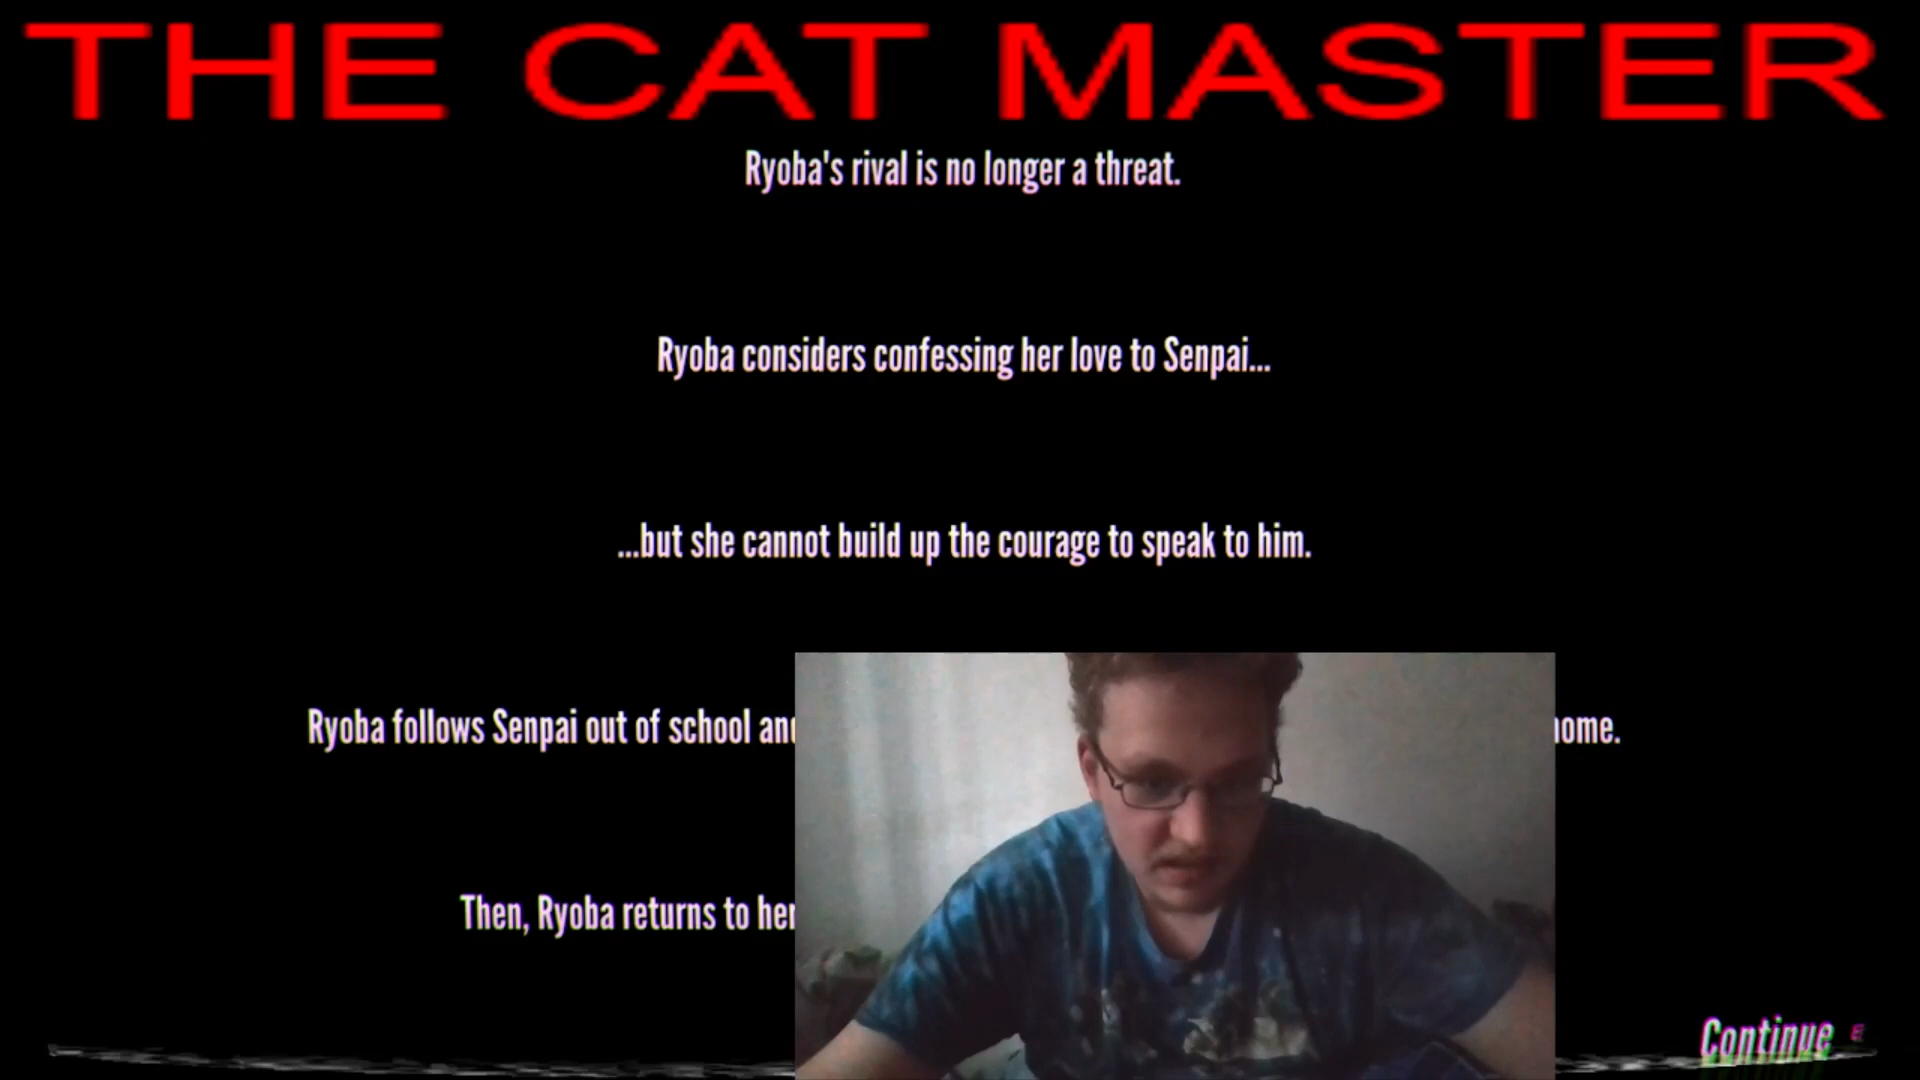 THE CAT MASTER
Ryoba's rival is no longer a threat.
Ryoba considers confessing her love to Senpai...
...but she cannot build up the courage to speak to him.
Ryoba follows Senpai out of school and home.
Then, Ryoba returns to her
Continue E